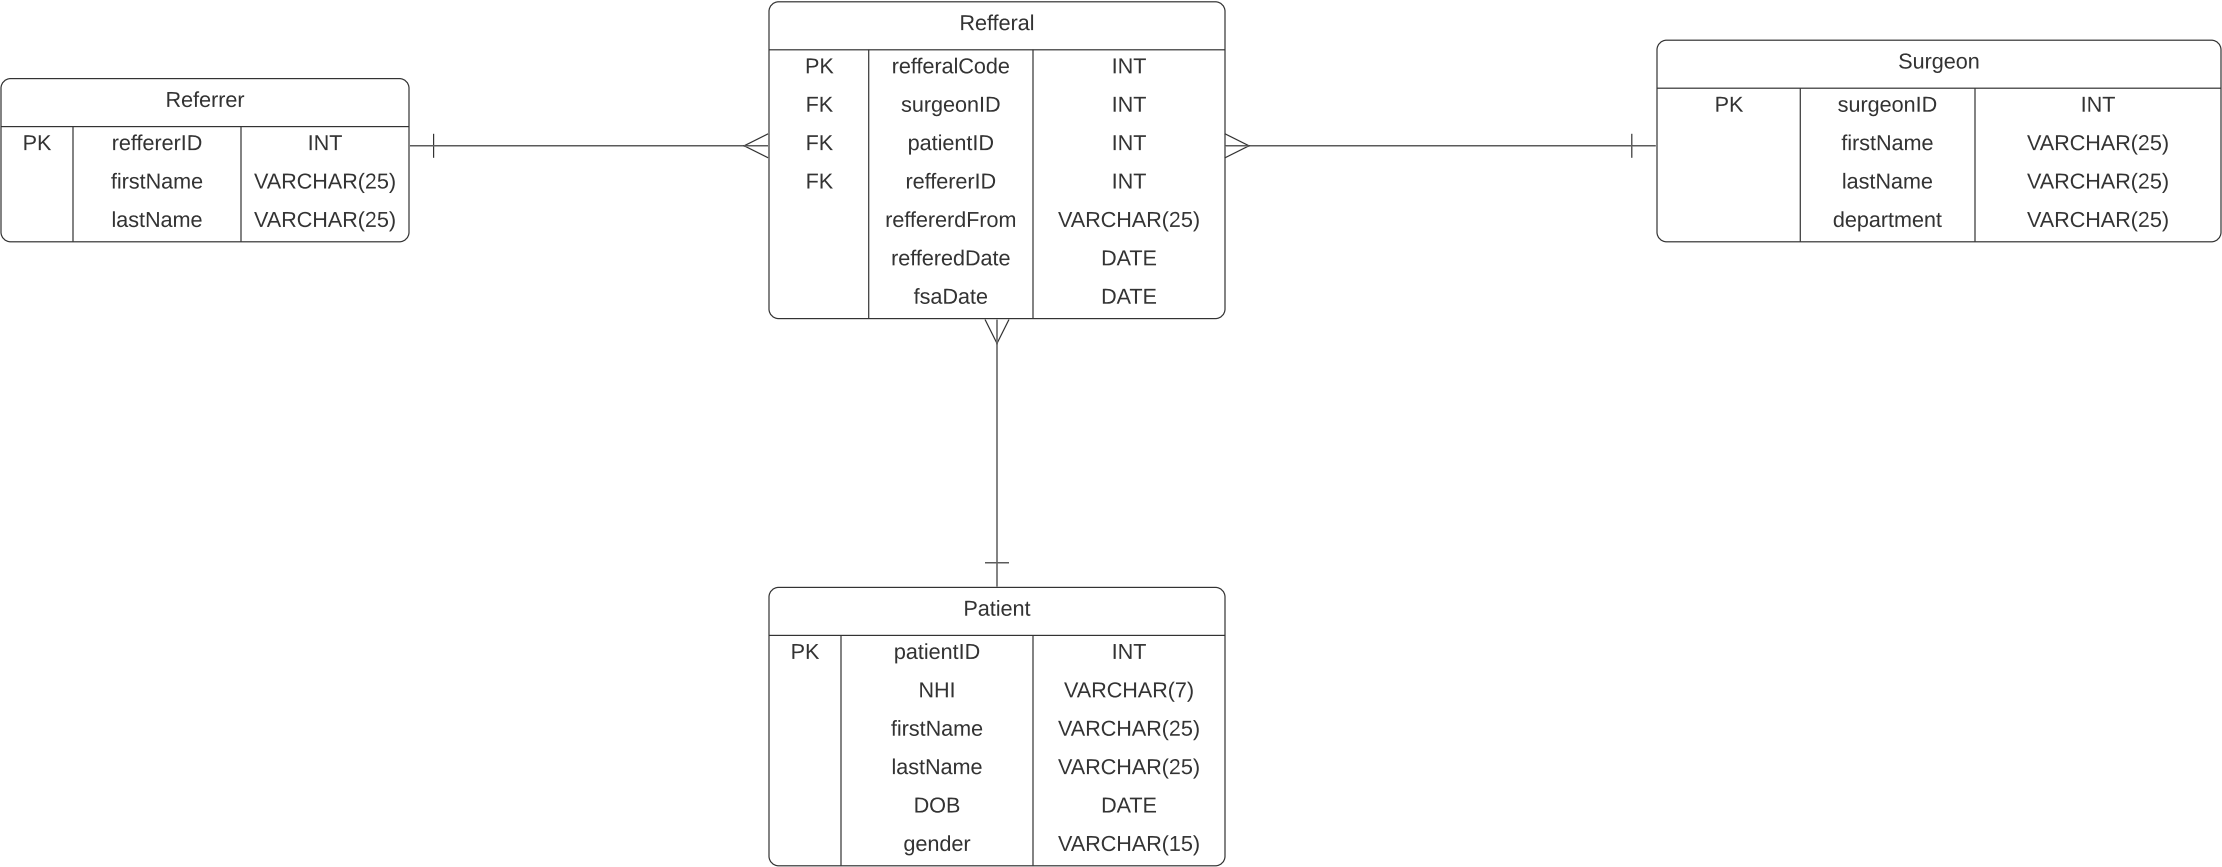 Refferal
PK refferalCode INT
FK surgeonID INT
FK patientID INT
FK reffererID INT
reffererdFrom VARCHAR(25)
refferedDate DATE
fsaDate DATE
Referrer
PK reffererID INT
firstName VARCHAR(25)
lastName VARCHAR(25)
Surgeon
PK surgeonID INT
firstName VARCHAR(25)
lastName VARCHAR(25)
department VARCHAR(25)
Patient
PK patientID INT
NHI VARCHAR(7)
firstName VARCHAR(25)
lastName VARCHAR(25)
DOB DATE
gender VARCHAR(15)